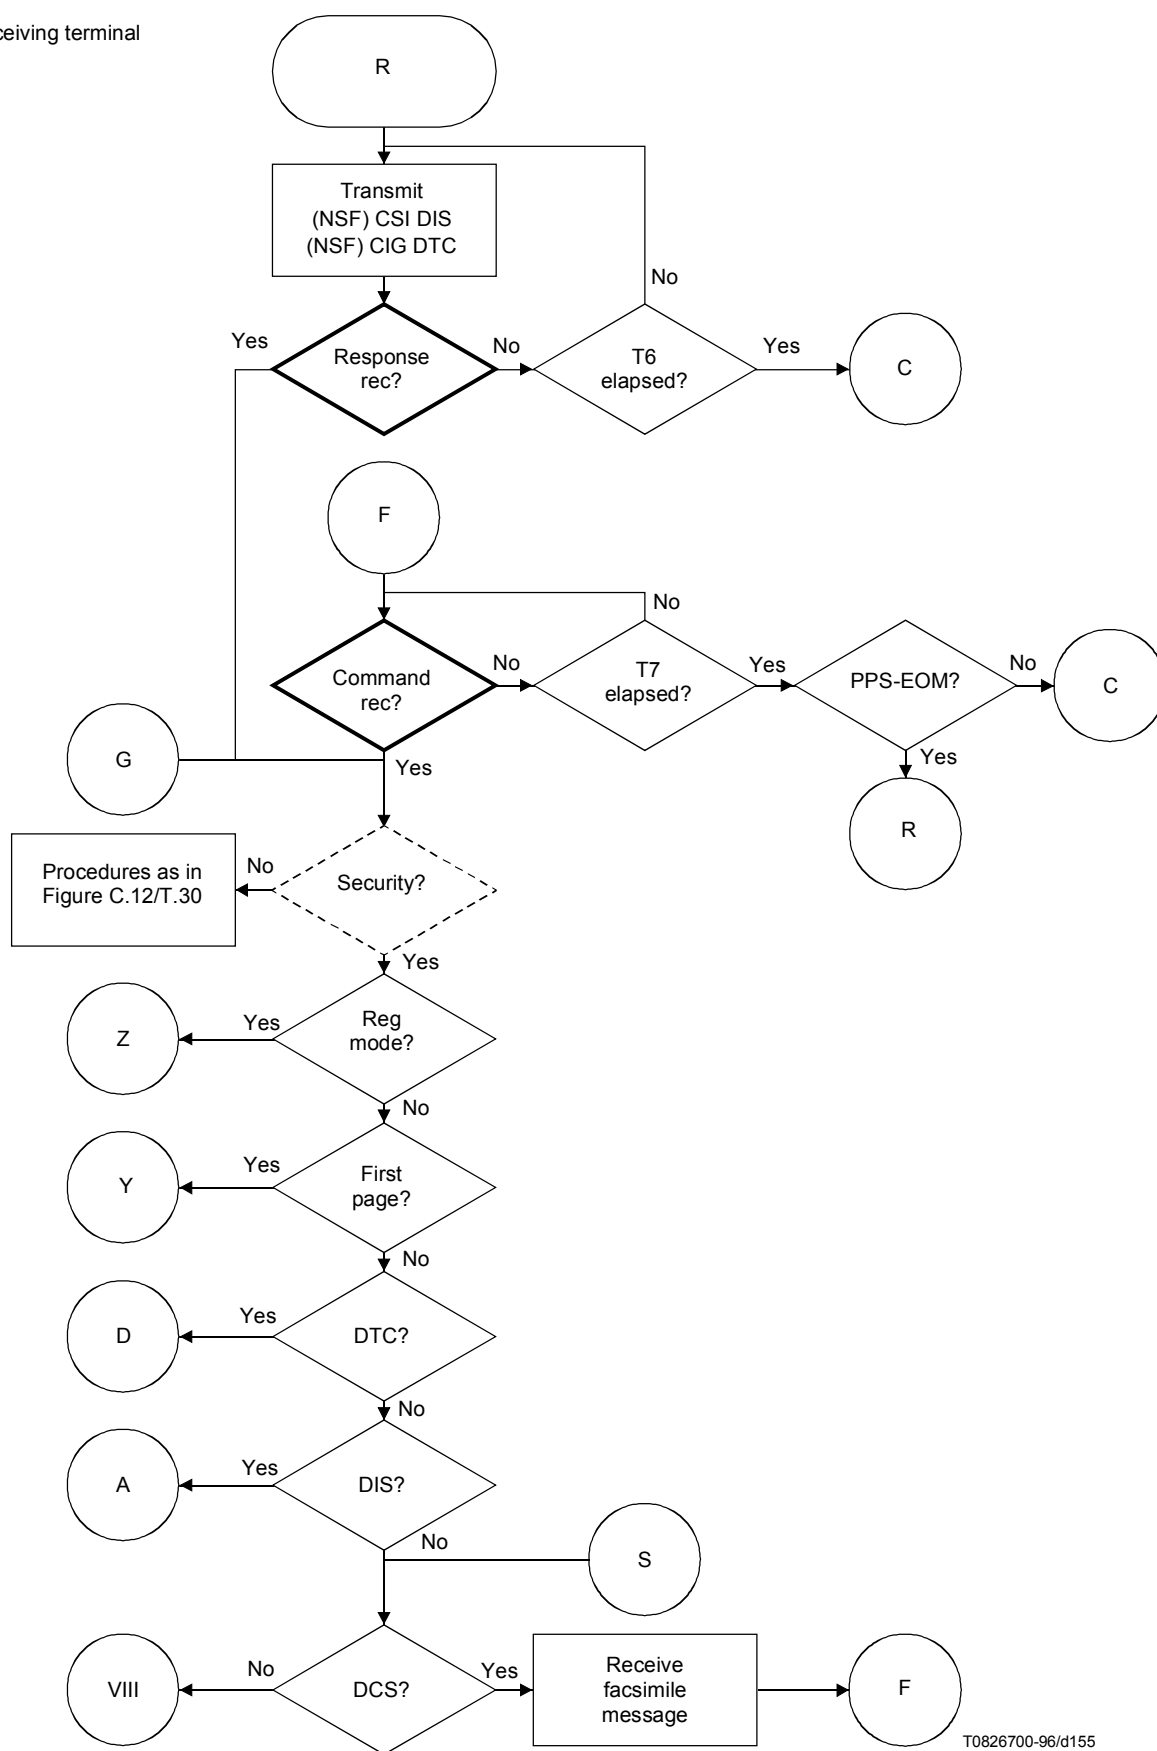 ceiving terminal
R
Transmit
(NSF) CSI DIS
(NSF) CIG DTC
No
Yes
Response
rec?
No
T6
elapsed?
Yes
C
F
No
Command
rec?
No
T7
elapsed?
Yes
PPS-EOM?
No
C
G
Yes
Yes
R
Procedures as in
Figure C.12/T.30
No
Security?
Yes
Z
Yes
Reg
mode?
No
Y
Yes
First
page?
No
D
Yes
DTC?
No
A
Yes
DIS?
No
S
VIII
No
DCS?
Yes
Receive
facsimile
message
F
T0826700-96/d155